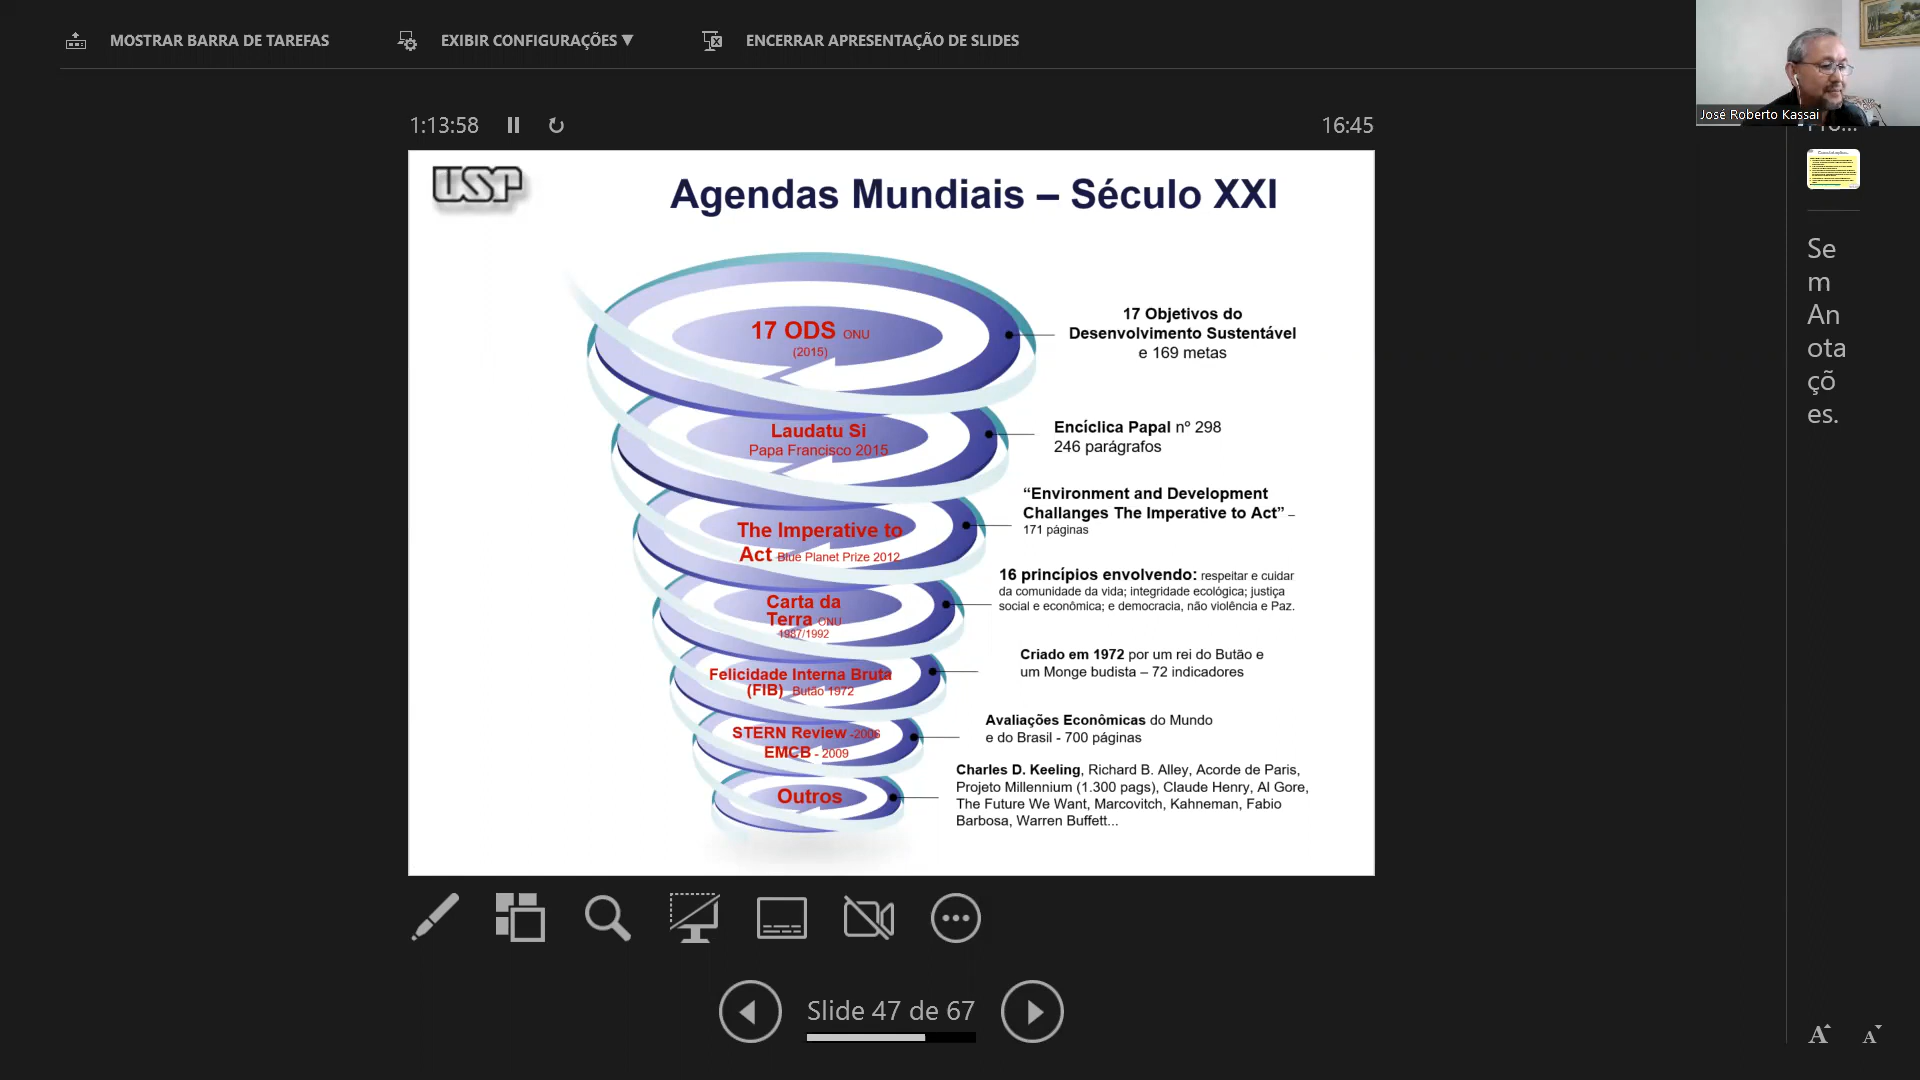 MOSTRAR BARRA DE TAREFAS
EXIBIR CONFIGURAÇÕES ▼
ENCERRAR APRESENTAÇÃO DE SLIDES
José Roberto Kassai
1:13:58
16:45
USP
Agendas Mundiais – Século XXI
17 ODS ONU
(2015)
17 Objetivos do
Desenvolvimento Sustentável
e 169 metas
Laudatu Si
Papa Francisco 2015
Encíclica Papal nº 298
246 parágrafos
The Imperative to
Act Blue Planet Prize 2012
“Environment and Development
Challanges The Imperative to Act” –
171 páginas
Carta da
Terra ONU
1987/1992
16 princípios envolvendo: respeitar e cuidar
da comunidade da vida; integridade ecológica; justiça
social e econômica; e democracia, não violência e Paz.
Felicidade Interna Bruta
(FIB) Butão 1972
Criado em 1972 por um rei do Butão e
um Monge budista – 72 indicadores
STERN Review -2006
EMCB - 2009
Avaliações Econômicas do Mundo
e do Brasil - 700 páginas
Outros
Charles D. Keeling, Richard B. Alley, Acorde de Paris,
Projeto Millennium (1.300 pags), Claude Henry, Al Gore,
The Future We Want, Marcovitch, Kahneman, Fabio
Barbosa, Warren Buffett...
Se
m
An
ota
çõ
es.
Slide 47 de 67
A A